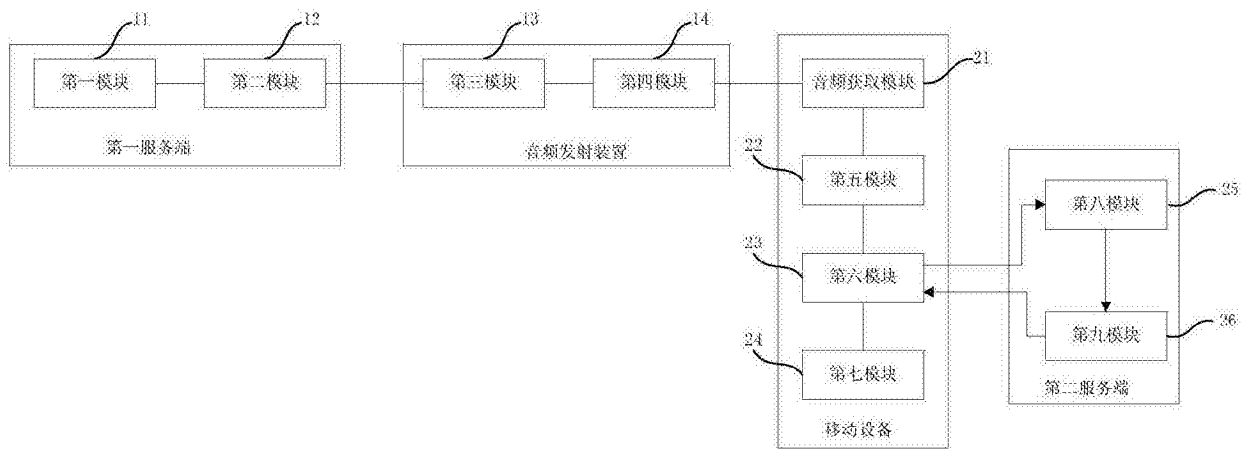 11
12
第一模块
第二模块
第一服务端
13
14
第三模块
第四模块
音频发射装置
音频获取模块
21
22
第五模块
23
第六模块
24
第七模块
移动设备
第八模块
25
第九模块
26
第二服务端